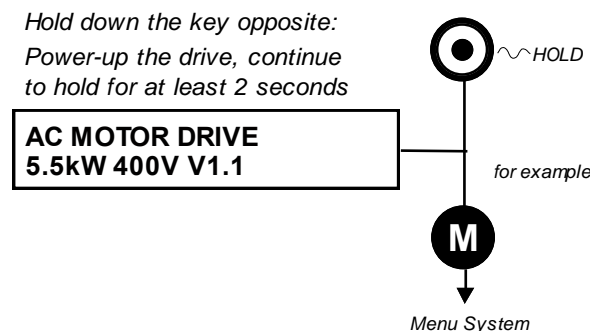 Hold down the key opposite:
Power-up the drive, continue
to hold for at least 2 seconds
HOLD
AC MOTOR DRIVE
5.5kW 400V V1.1
for example
M
Menu System